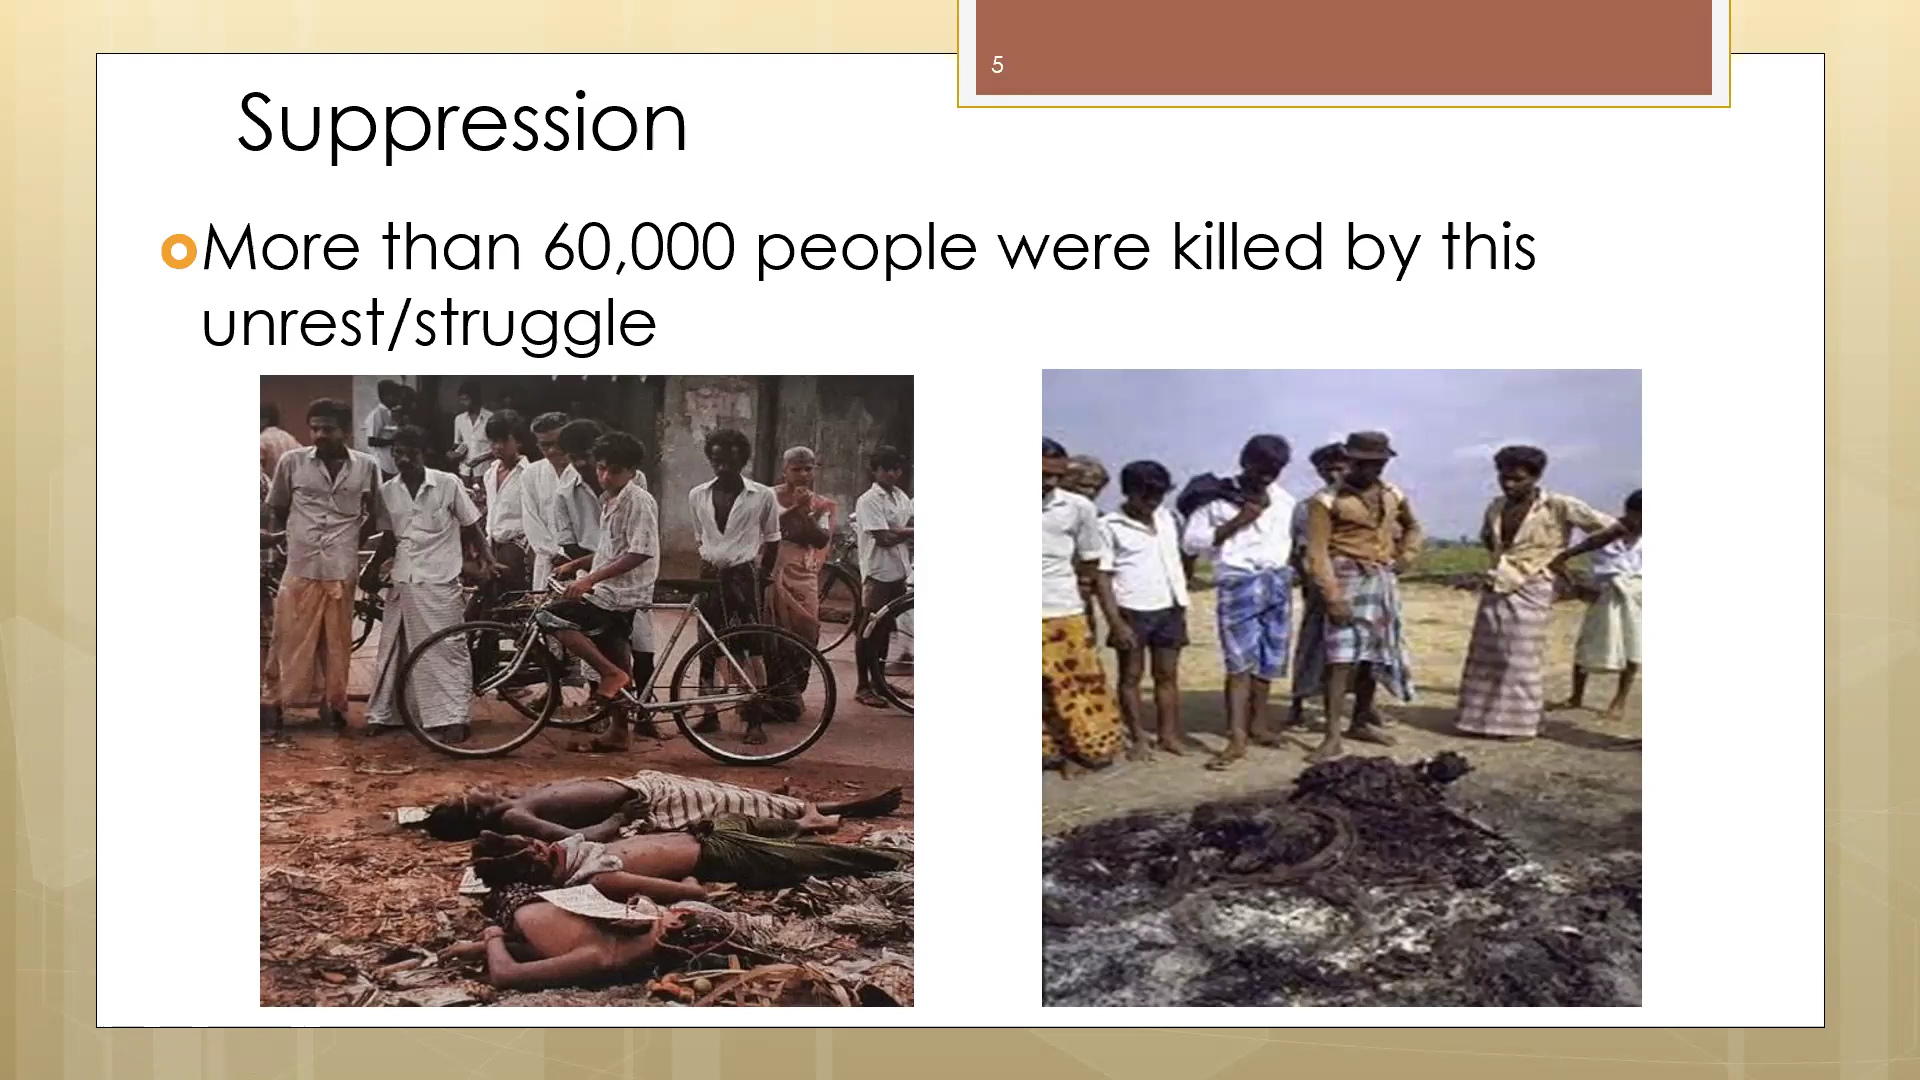 5
Suppression
More than 60,000 people were killed by this
unrest/struggle